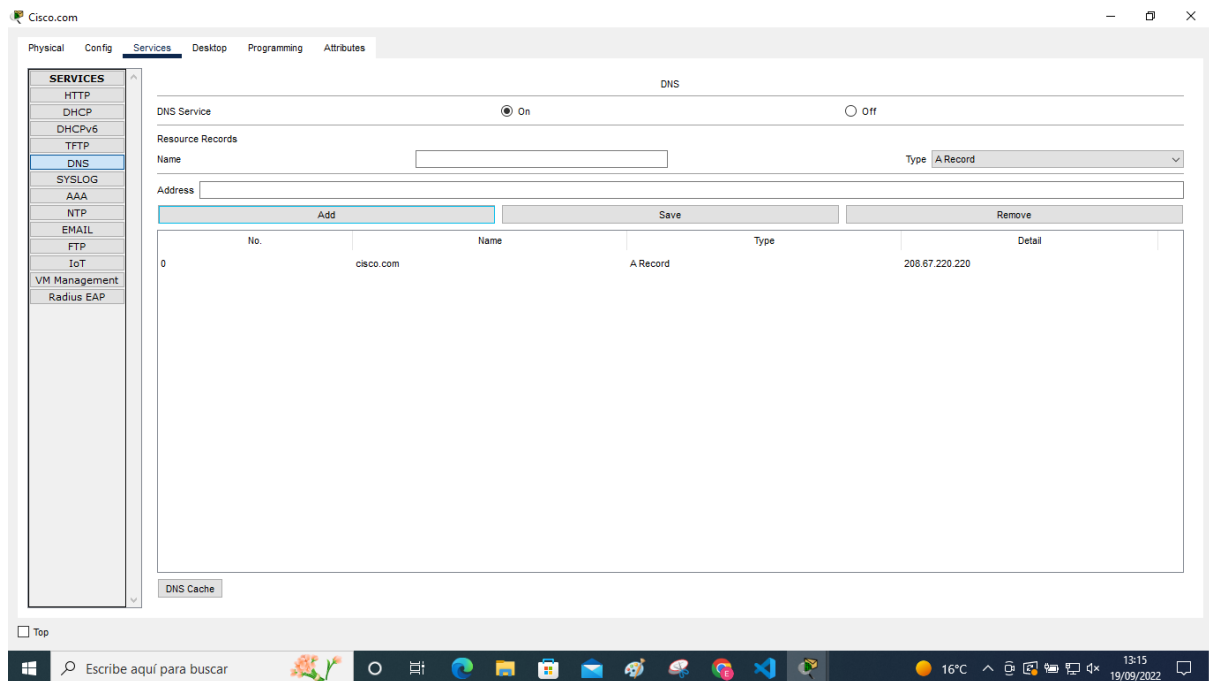 Cisco.com
Physical Config Services Desktop Programming Attributes
SERVICES
HTTP
DHCP
DHCPv6
TFTP
DNS
SYSLOG
AAA
NTP
EMAIL
FTP
IoT
VM Management
Radius EAP
DNS
DNS Service On Off
Resource Records
Name Type A Record
Address
Add Save Remove
No. Name Type Detail
0 cisco.com A Record 208.67.220.220
DNS Cache
Top
Escribe aquí para buscar 16°C 13:15
19/09/2022